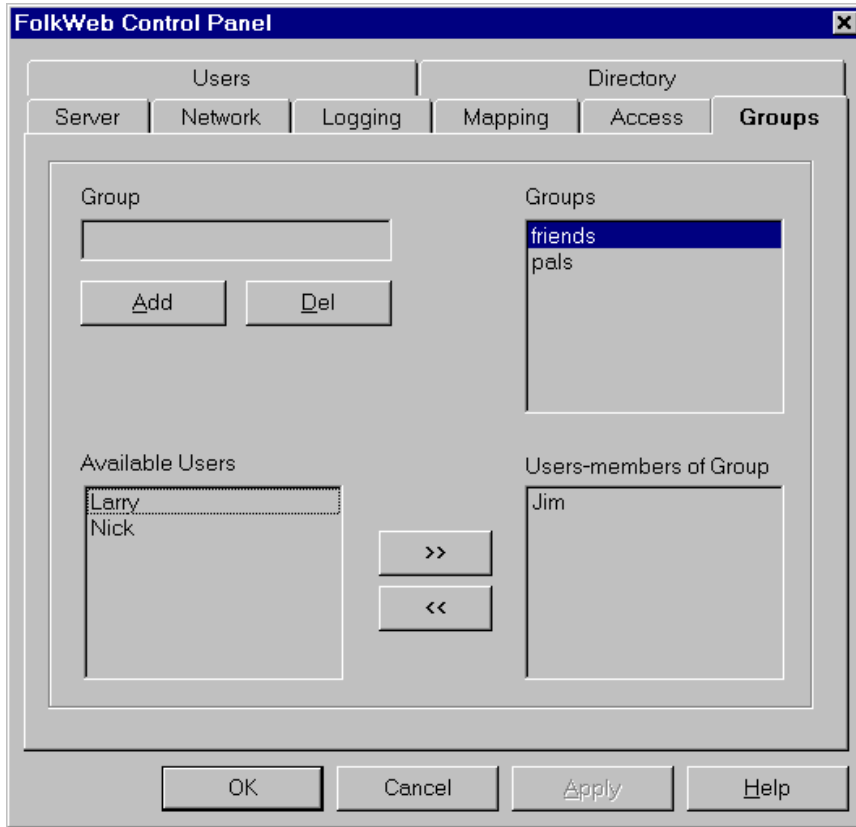 FolkWeb Control Panel
Users Directory
Server Network Logging Mapping Access Groups
Group Groups
friends
pals
Add Del
Available Users Users-members of Group
Larry Jim
Nick
>>
<<
OK Cancel Apply Help